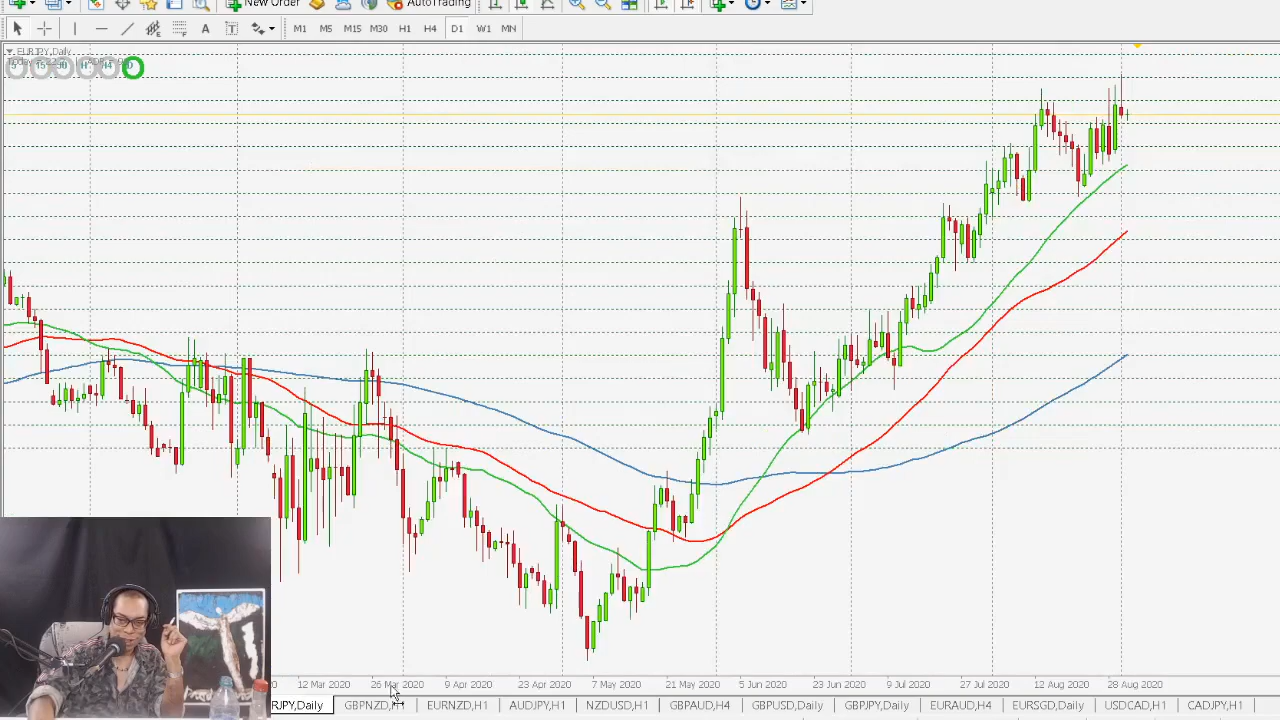 New Order
AutoTrading
A
T
M1 M5 M15 M30 H1 H4 D1 W1 MN
EURJPY,Daily
12 Mar 2020 26 Mar 2020 9 Apr 2020 23 Apr 2020 7 May 2020 21 May 2020 5 Jun 2020 23 Jun 2020 9 Jul 2020 27 Jul 2020 12 Aug 2020 28 Aug 2020
RJPY,Daily GBPNZD,H1 EURNZD,H1 AUDJPY,H1 NZDUSD,H1 GBPAUD,H4 GBPUSD,Daily GBPJPY,Daily EURAUD,H4 EURSGD,Daily USDCAD,H1 CADJPY,H1